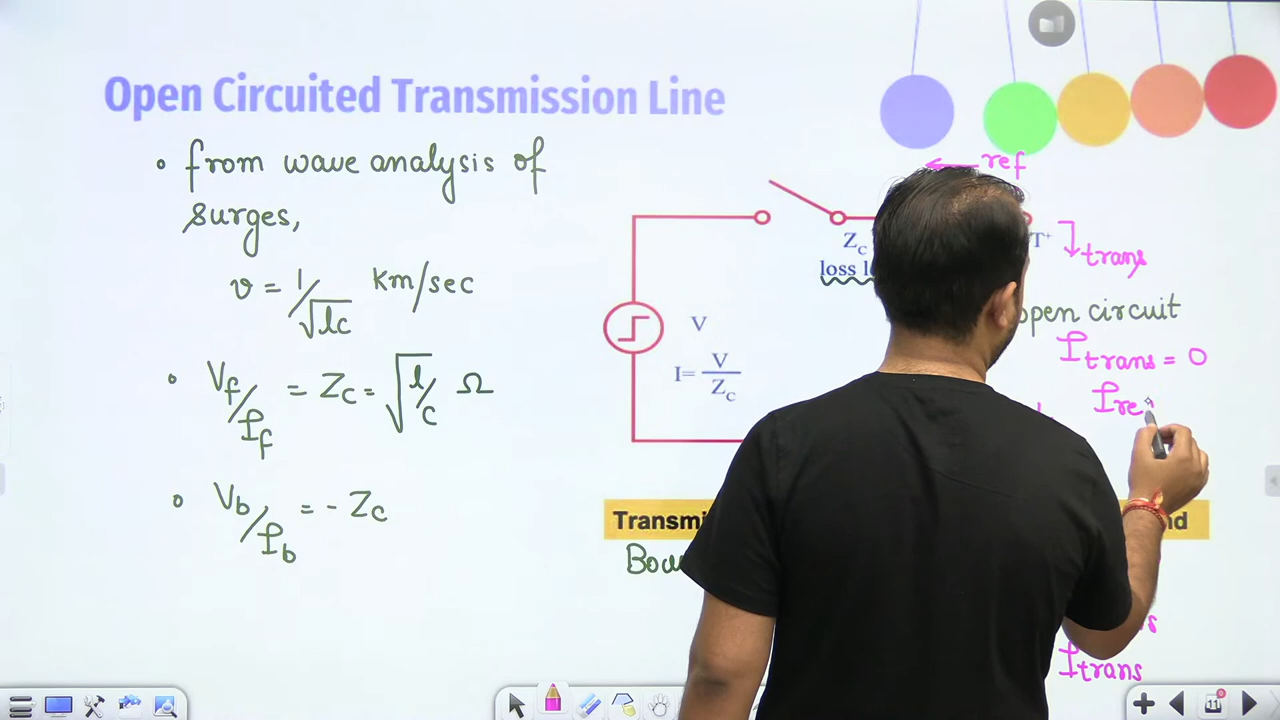 Open Circuited Transmission Line
• from wave analysis of
surges,
v = 1/√lc km/sec
• Vf/If = Zc = √l/c Ω
• Vb/Ib = - Zc
← ref
T⁺
trans
Zc
loss
V
I= V/Zc
open circuit
Itrans = 0
Itrans